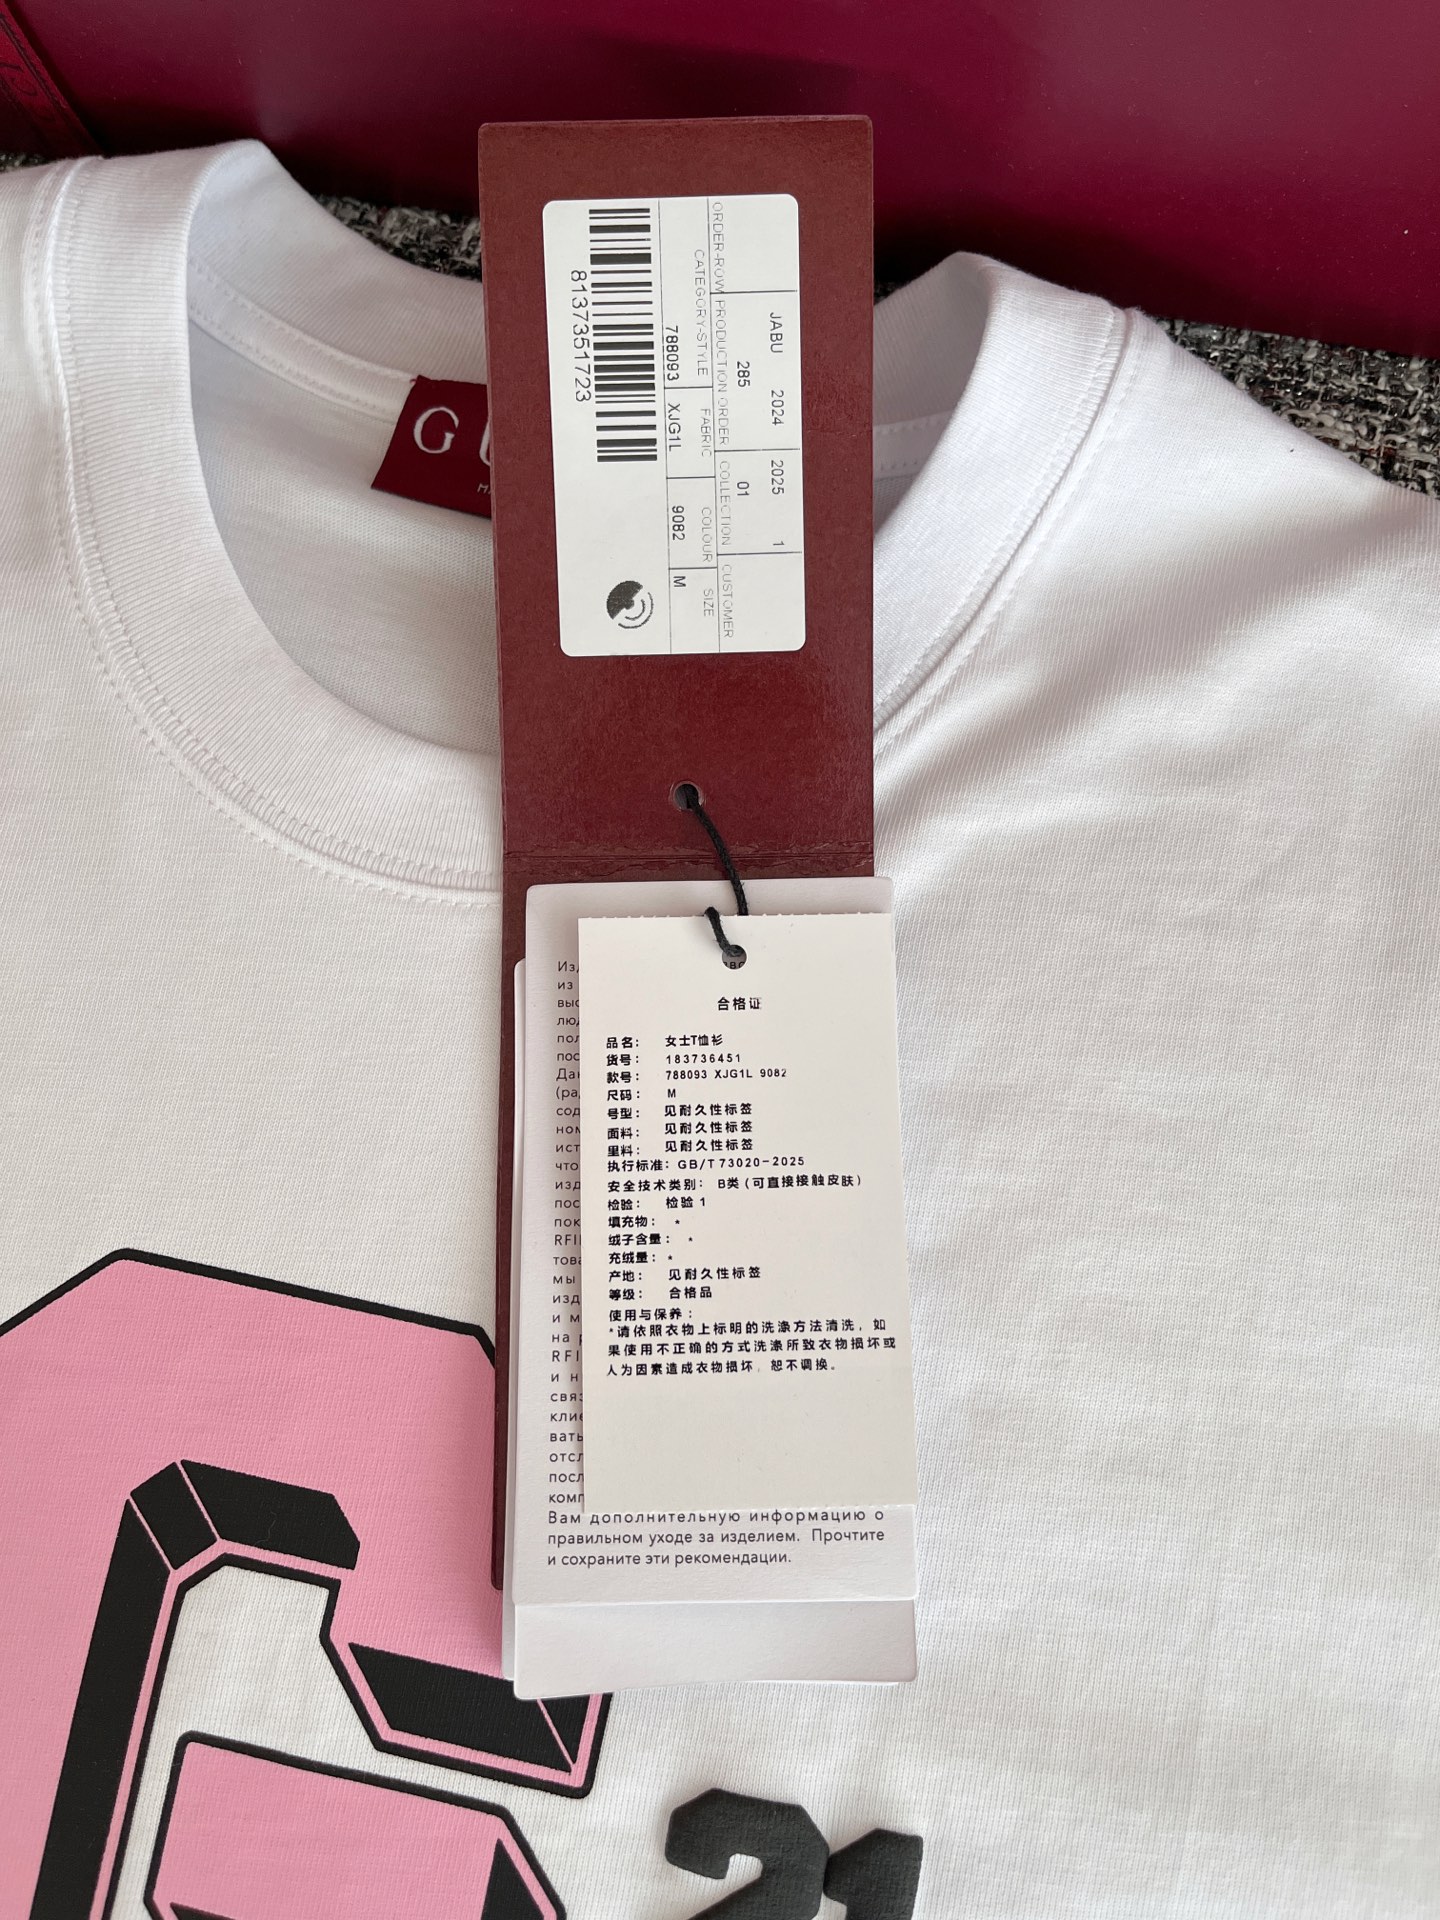 G
JABU 2024 2025 1
ORDER-ROW PRODUCTION ORDER COLLECTION CUSTOMER
285 01
CATEGORY-STYLE FABRIC COLOUR SIZE
788093 XJG1L 9082 M
8137351723
合格证
品名： 女士T恤衫
货号： 183736451
款号： 788093 XJG1L 9082
尺码： M
号型： 见耐久性标签
面料： 见耐久性标签
里料： 见耐久性标签
执行标准：GB/T 73020-2025
安全技术类别： B类 (可直接接触皮肤)
检验： 检验 1
填充物： *
绒子含量： *
充绒量： *
产地： 见耐久性标签
等级： 合格品
使用与保养：
*请依照衣物上标明的洗涤方法清洗，如
果使用不正确的方式洗涤所致衣物损坏或
人为因素造成衣物损坏，恕不调换。
из
мы
и м
на
и н
Вам дополнительную информацию о
правильном уходе за изделием. Прочтите
и сохраните эти рекомендации.
21